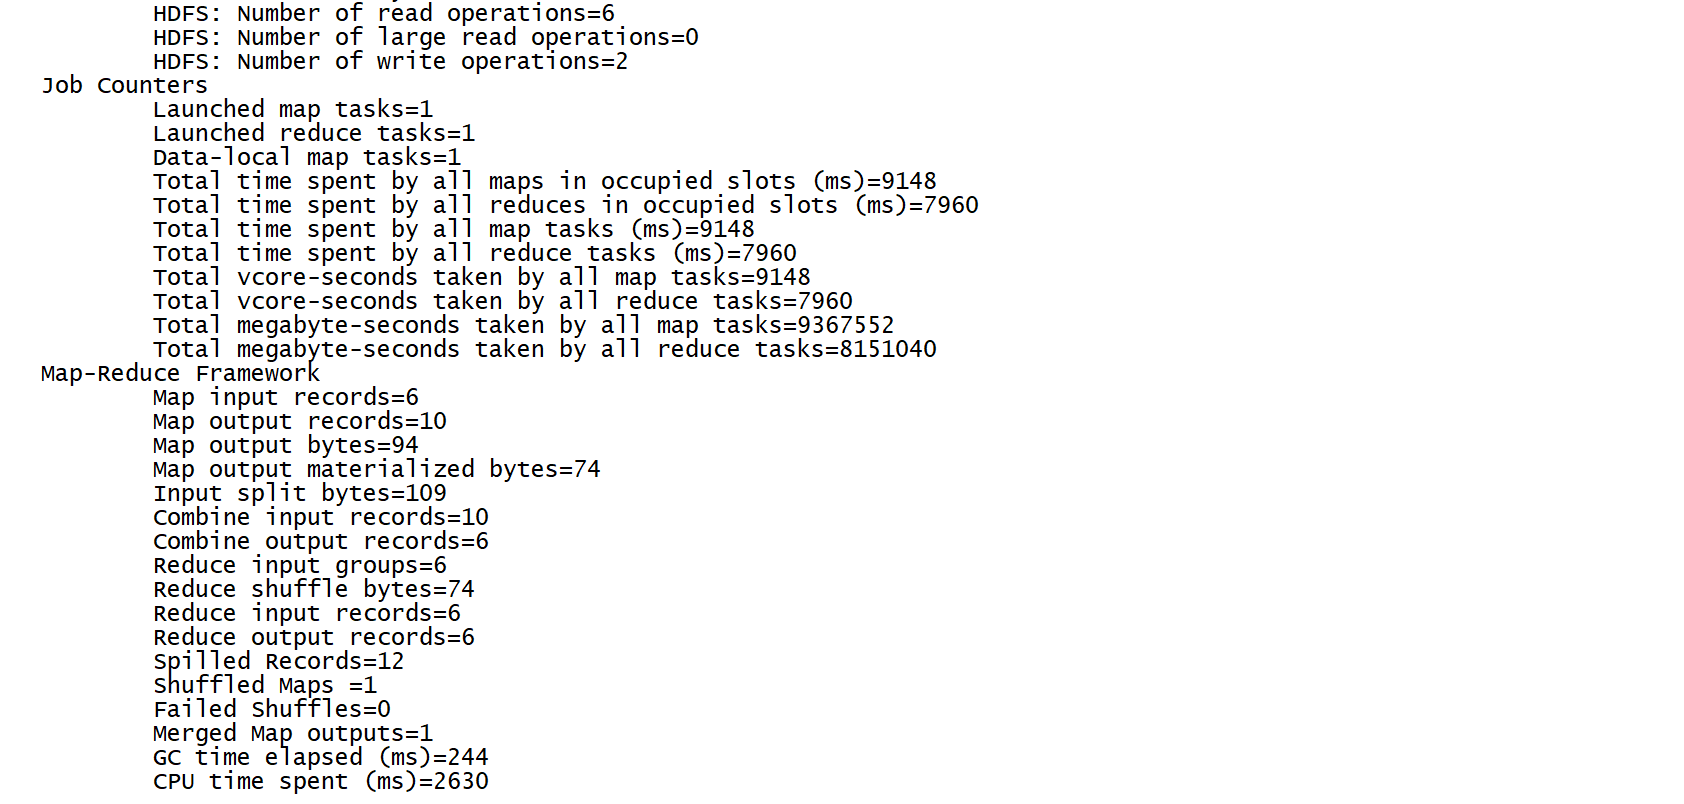 HDFS: Number of read operations=6
HDFS: Number of large read operations=0
HDFS: Number of write operations=2
Job Counters
Launched map tasks=1
Launched reduce tasks=1
Data-local map tasks=1
Total time spent by all maps in occupied slots (ms)=9148
Total time spent by all reduces in occupied slots (ms)=7960
Total time spent by all map tasks (ms)=9148
Total time spent by all reduce tasks (ms)=7960
Total vcore-seconds taken by all map tasks=9148
Total vcore-seconds taken by all reduce tasks=7960
Total megabyte-seconds taken by all map tasks=9367552
Total megabyte-seconds taken by all reduce tasks=8151040
Map-Reduce Framework
Map input records=6
Map output records=10
Map output bytes=94
Map output materialized bytes=74
Input split bytes=109
Combine input records=10
Combine output records=6
Reduce input groups=6
Reduce shuffle bytes=74
Reduce input records=6
Reduce output records=6
Spilled Records=12
Shuffled Maps =1
Failed Shuffles=0
Merged Map outputs=1
GC time elapsed (ms)=244
CPU time spent (ms)=2630